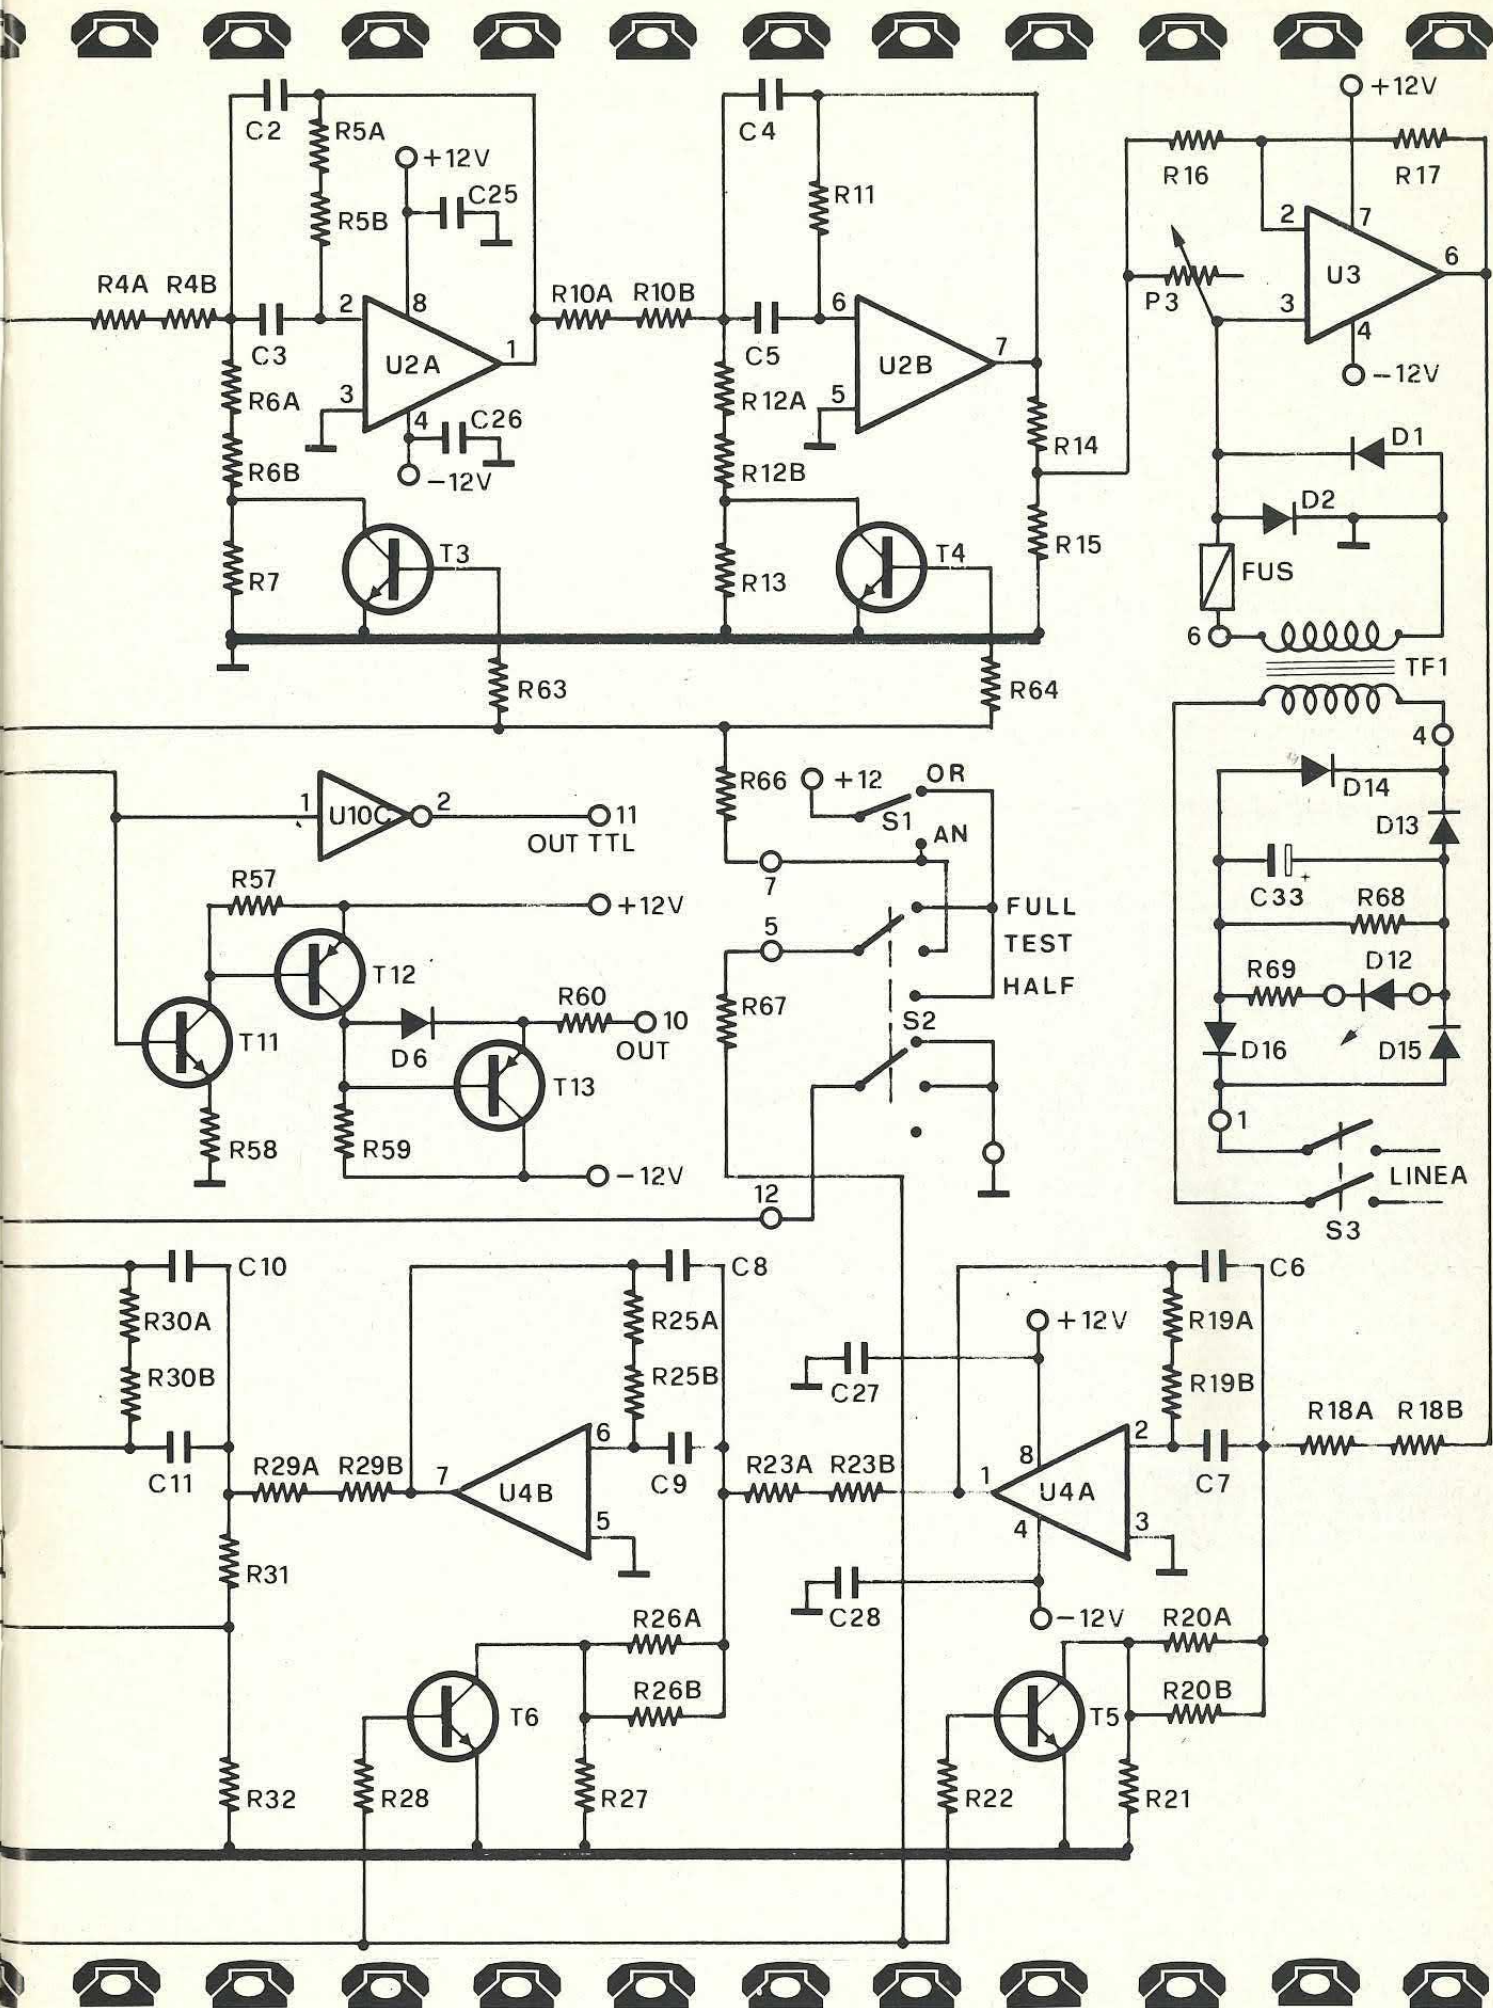 +12V
C2
R5A
C4
+12V
R16
R17
C25
R11
R5B
2
7
6
U3
R4A R4B
R10A R10B
P3
3
2
8
6
4
C3
1
C5
7
-12V
U2A
U2B
R6A
3
R12A
5
4
C26
R14
D1
R6B
-12V
R12B
D2
T3
T4
R15
R7
R13
FUS
6
TF1
R63
R64
4
R66
+12
OR
D14
1
U10C
2
11
S1
D13
OUT TTL
AN
R57
7
C33
+
R68
+12V
FULL
5
TEST
D12
T12
R69
R60
HALF
R67
10
S2
T11
D6
OUT
D16
D15
T13
R58
R59
1
-12V
LINEA
12
S3
C10
C8
C6
R30A
R25A
+12V
R19A
R30B
R25B
C27
R19B
R18A R18B
6
2
C11
R29A R29B
7
U4B
C9
R23A R23B
1
8
U4A
C7
5
4
3
R31
C28
R26A
-12V
R20A
R26B
R20B
T6
T5
R32
R28
R27
R22
R21